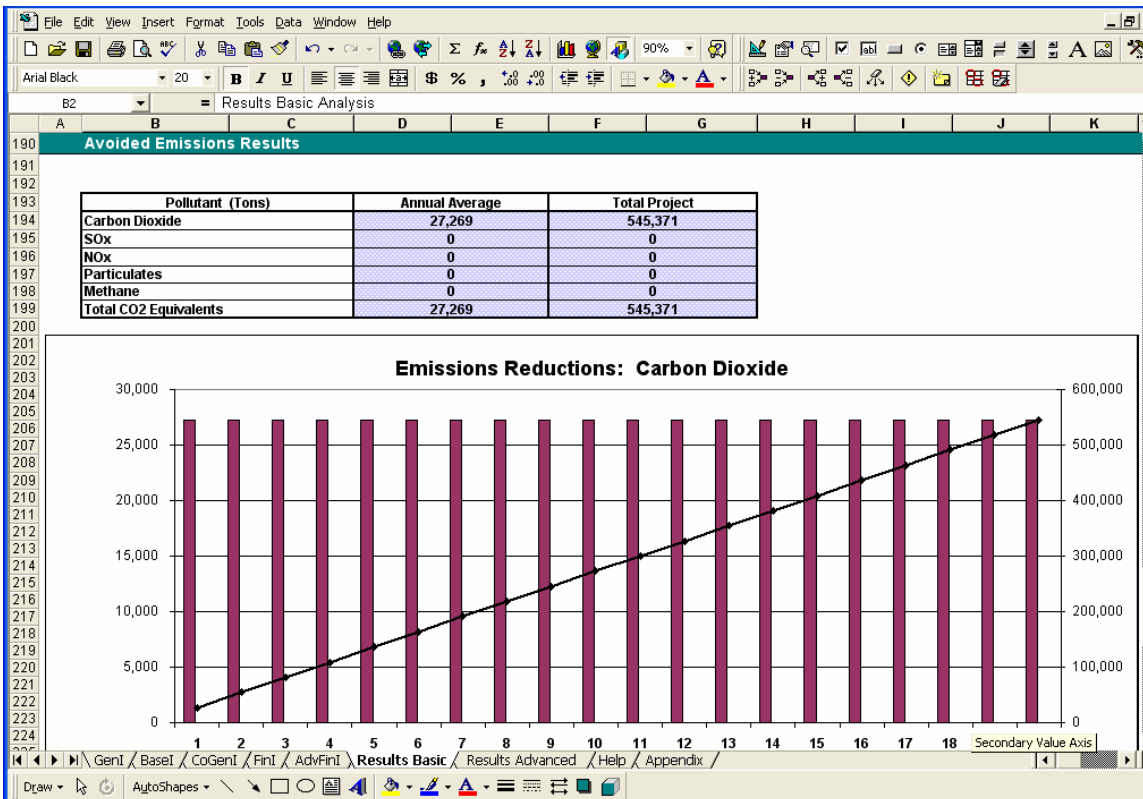 File Edit View Insert Format Tools Data Window Help
90%
Arial Black 20 B I U $ % ,
B2 = Results Basic Analysis
A B C D E F G H I J K
190 Avoided Emissions Results
191
192
193 Pollutant (Tons) Annual Average Total Project
194 Carbon Dioxide 27,269 545,371
195 SOx 0 0
196 NOx 0 0
197 Particulates 0 0
198 Methane 0 0
199 Total CO2 Equivalents 27,269 545,371
200
201
202
203
204
205
206
207
208
209
210
211
212
213
214
215
216
217
218
219
220
221
222
223
224
Emissions Reductions: Carbon Dioxide
30,000 600,000
25,000 500,000
20,000 400,000
15,000 300,000
10,000 200,000
5,000 100,000
0 0
1 2 3 4 5 6 7 8 9 10 11 12 13 14 15 16 17 18 Secondary Value Axis
GenI / BaseI / CoGenI / FinI / AdvFinI \ Results Basic / Results Advanced / Help / Appendix /
Draw AutoShapes